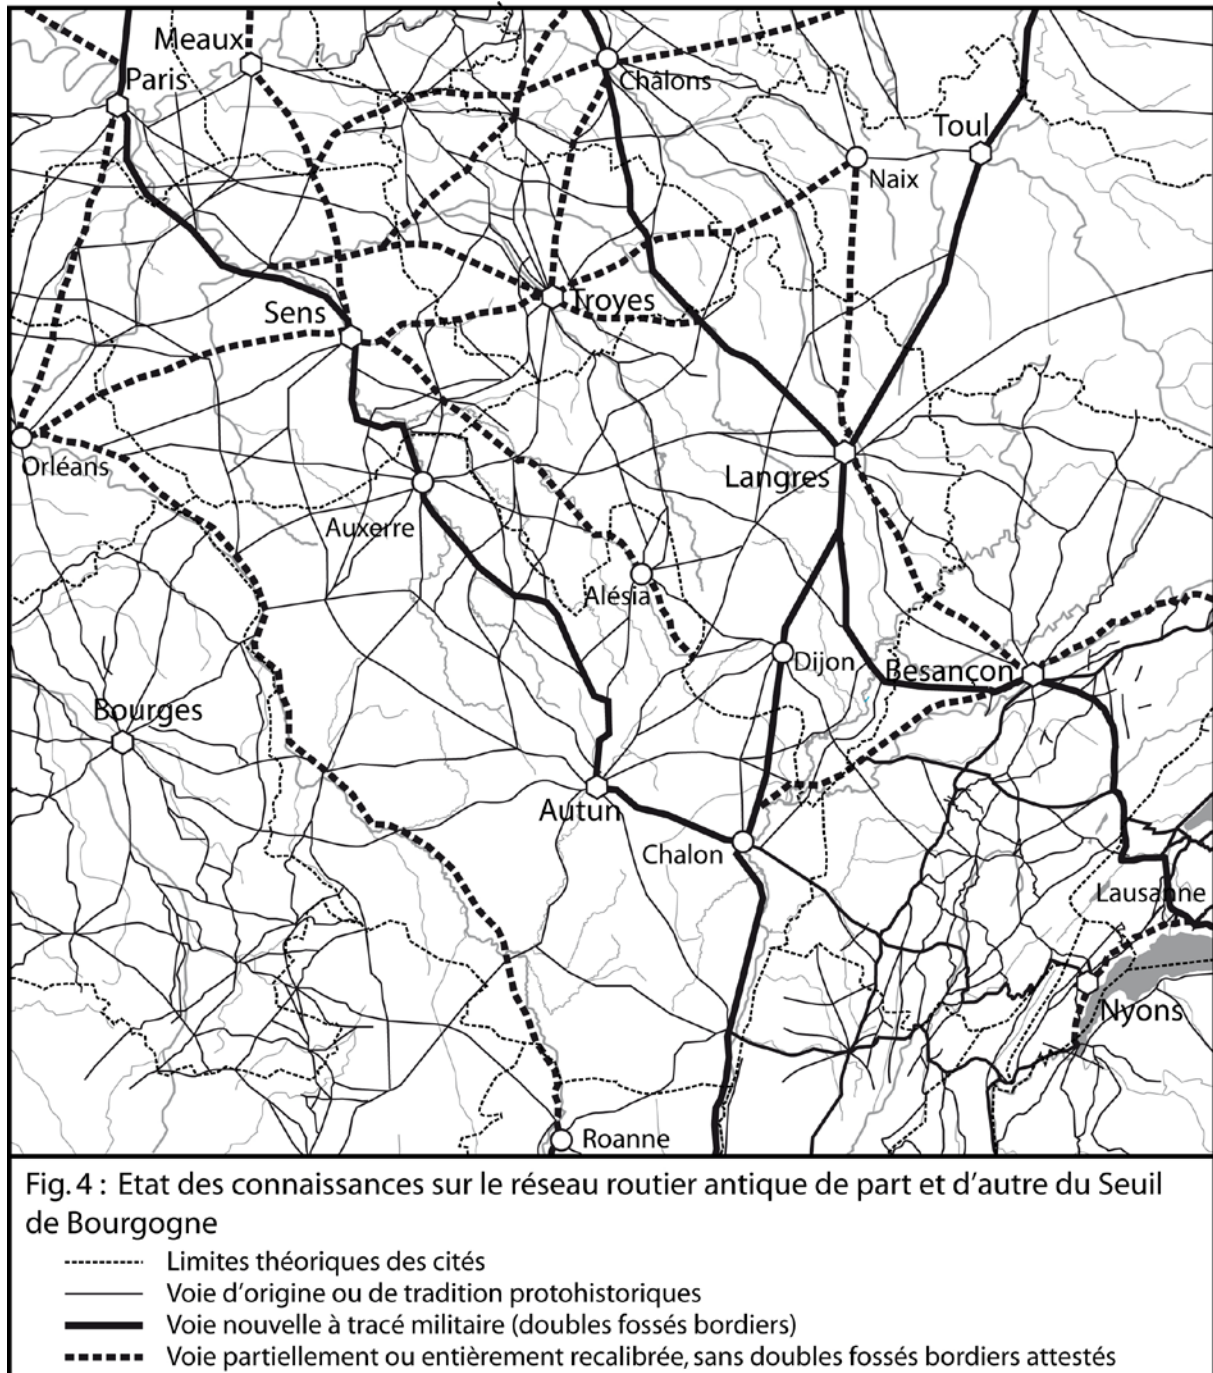 Meaux
Paris
Châlons
Toul
Naix
Sens
Troyes
Orléans
Langres
Auxerre
Alésia
Dijon
Besançon
Bourges
Autun
Chalon
Lausanne
Nyons
Roanne
Fig. 4 : Etat des connaissances sur le réseau routier antique de part et d'autre du Seuil
de Bourgogne
Limites théoriques des cités
Voie d'origine ou de tradition protohistoriques
Voie nouvelle à tracé militaire (doubles fossés bordiers)
Voie partiellement ou entièrement recalibrée, sans doubles fossés bordiers attestés